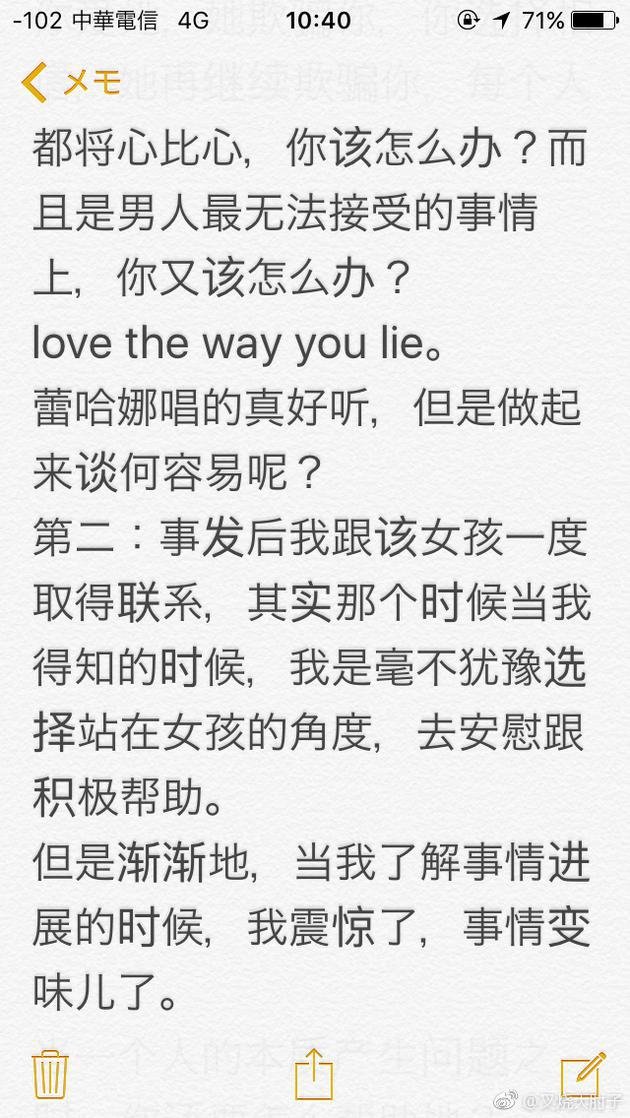 -102 中華電信 4G 10:40 71%
メモ
都将心比心，你该怎么办？而
且是男人最无法接受的事情
上，你又该怎么办？
love the way you lie。
蕾哈娜唱的真好听，但是做起
来谈何容易呢？
第二：事发后我跟该女孩一度
取得联系，其实那个时候当我
得知的时候，我是毫不犹豫选
择站在女孩的角度，去安慰跟
积极帮助。
但是渐渐地，当我了解事情进
展的时候，我震惊了，事情变
味儿了。
当一个人的本质产生问题之
@叉烧大肘子